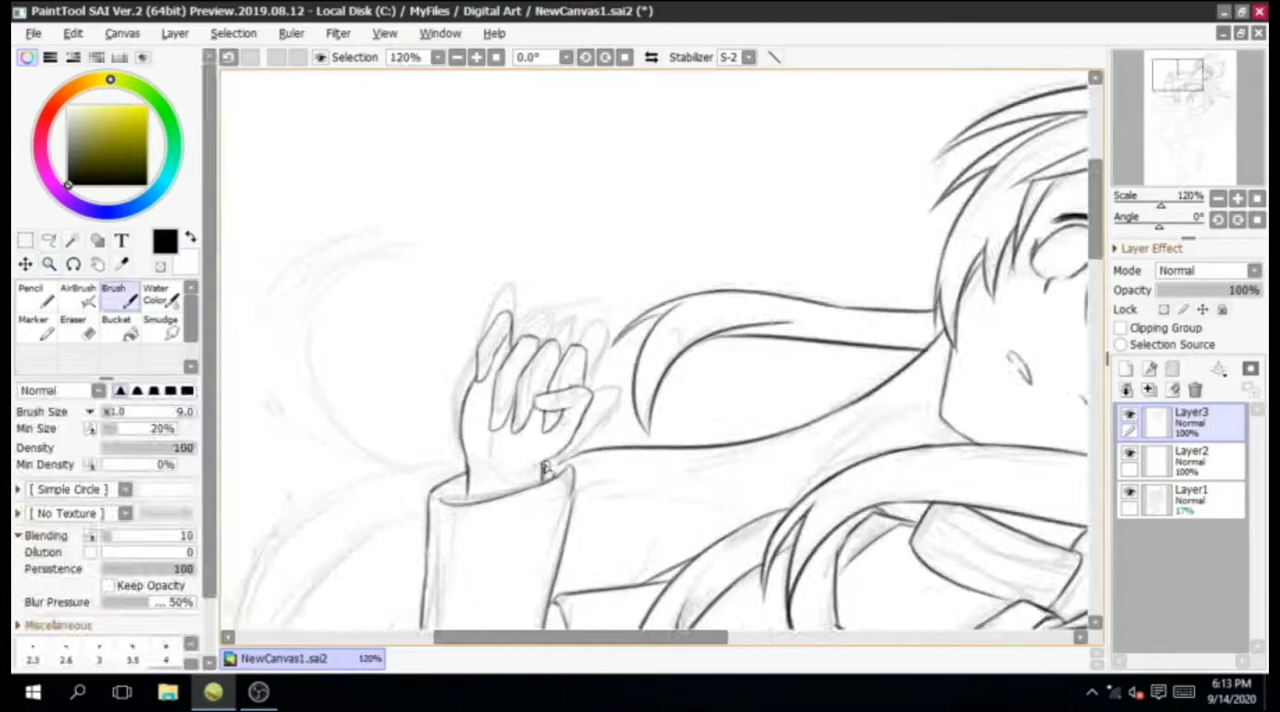 PaintTool SAI Ver.2 (64bit) Preview.2019.08.12 - Local Disk (C:) / MyFiles / Digital Art / NewCanvas1.sai2 (*)
File Edit Canvas Layer Selection Ruler Filter View Window Help
Selection 120% 0.0° Stabilizer S-2
T
Pencil AirBrush Brush Water Color
Marker Eraser Bucket Smudge
Normal
Brush Size x1.0 9.0
Min Size 20%
Density 100
Min Density 0%
[ Simple Circle ]
[ No Texture ]
Blending 10
Dilution 0
Persistence 100
Keep Opacity
Blur Pressure ... 50%
Miscellaneous
2.3 2.6 3 3.5 4
Scale 120%
Angle 0°
Layer Effect
Mode Normal
Opacity 100%
Lock
Clipping Group
Selection Source
Layer3
Normal
100%
Layer2
Normal
100%
Layer1
Normal
17%
NewCanvas1.sai2 120%
6:13 PM
9/14/2020